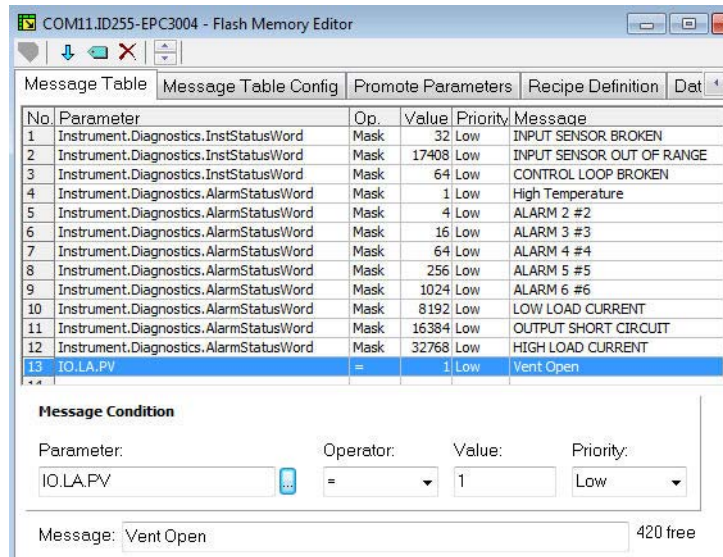 COM11.ID255-EPC3004 - Flash Memory Editor
Message Table Message Table Config Promote Parameters Recipe Definition Dat
No. Parameter Op. Value Priority Message
1 Instrument.Diagnostics.InstStatusWord Mask 32 Low INPUT SENSOR BROKEN
2 Instrument.Diagnostics.InstStatusWord Mask 17408 Low INPUT SENSOR OUT OF RANGE
3 Instrument.Diagnostics.InstStatusWord Mask 64 Low CONTROL LOOP BROKEN
4 Instrument.Diagnostics.AlarmStatusWord Mask 1 Low High Temperature
5 Instrument.Diagnostics.AlarmStatusWord Mask 4 Low ALARM 2 #2
6 Instrument.Diagnostics.AlarmStatusWord Mask 16 Low ALARM 3 #3
7 Instrument.Diagnostics.AlarmStatusWord Mask 64 Low ALARM 4 #4
8 Instrument.Diagnostics.AlarmStatusWord Mask 256 Low ALARM 5 #5
9 Instrument.Diagnostics.AlarmStatusWord Mask 1024 Low ALARM 6 #6
10 Instrument.Diagnostics.AlarmStatusWord Mask 8192 Low LOW LOAD CURRENT
11 Instrument.Diagnostics.AlarmStatusWord Mask 16384 Low OUTPUT SHORT CIRCUIT
12 Instrument.Diagnostics.AlarmStatusWord Mask 32768 Low HIGH LOAD CURRENT
13 IO.LA.PV = 1 Low Vent Open
Message Condition
Parameter: Operator: Value: Priority:
IO.LA.PV ... = 1 Low
Message: Vent Open 420 free